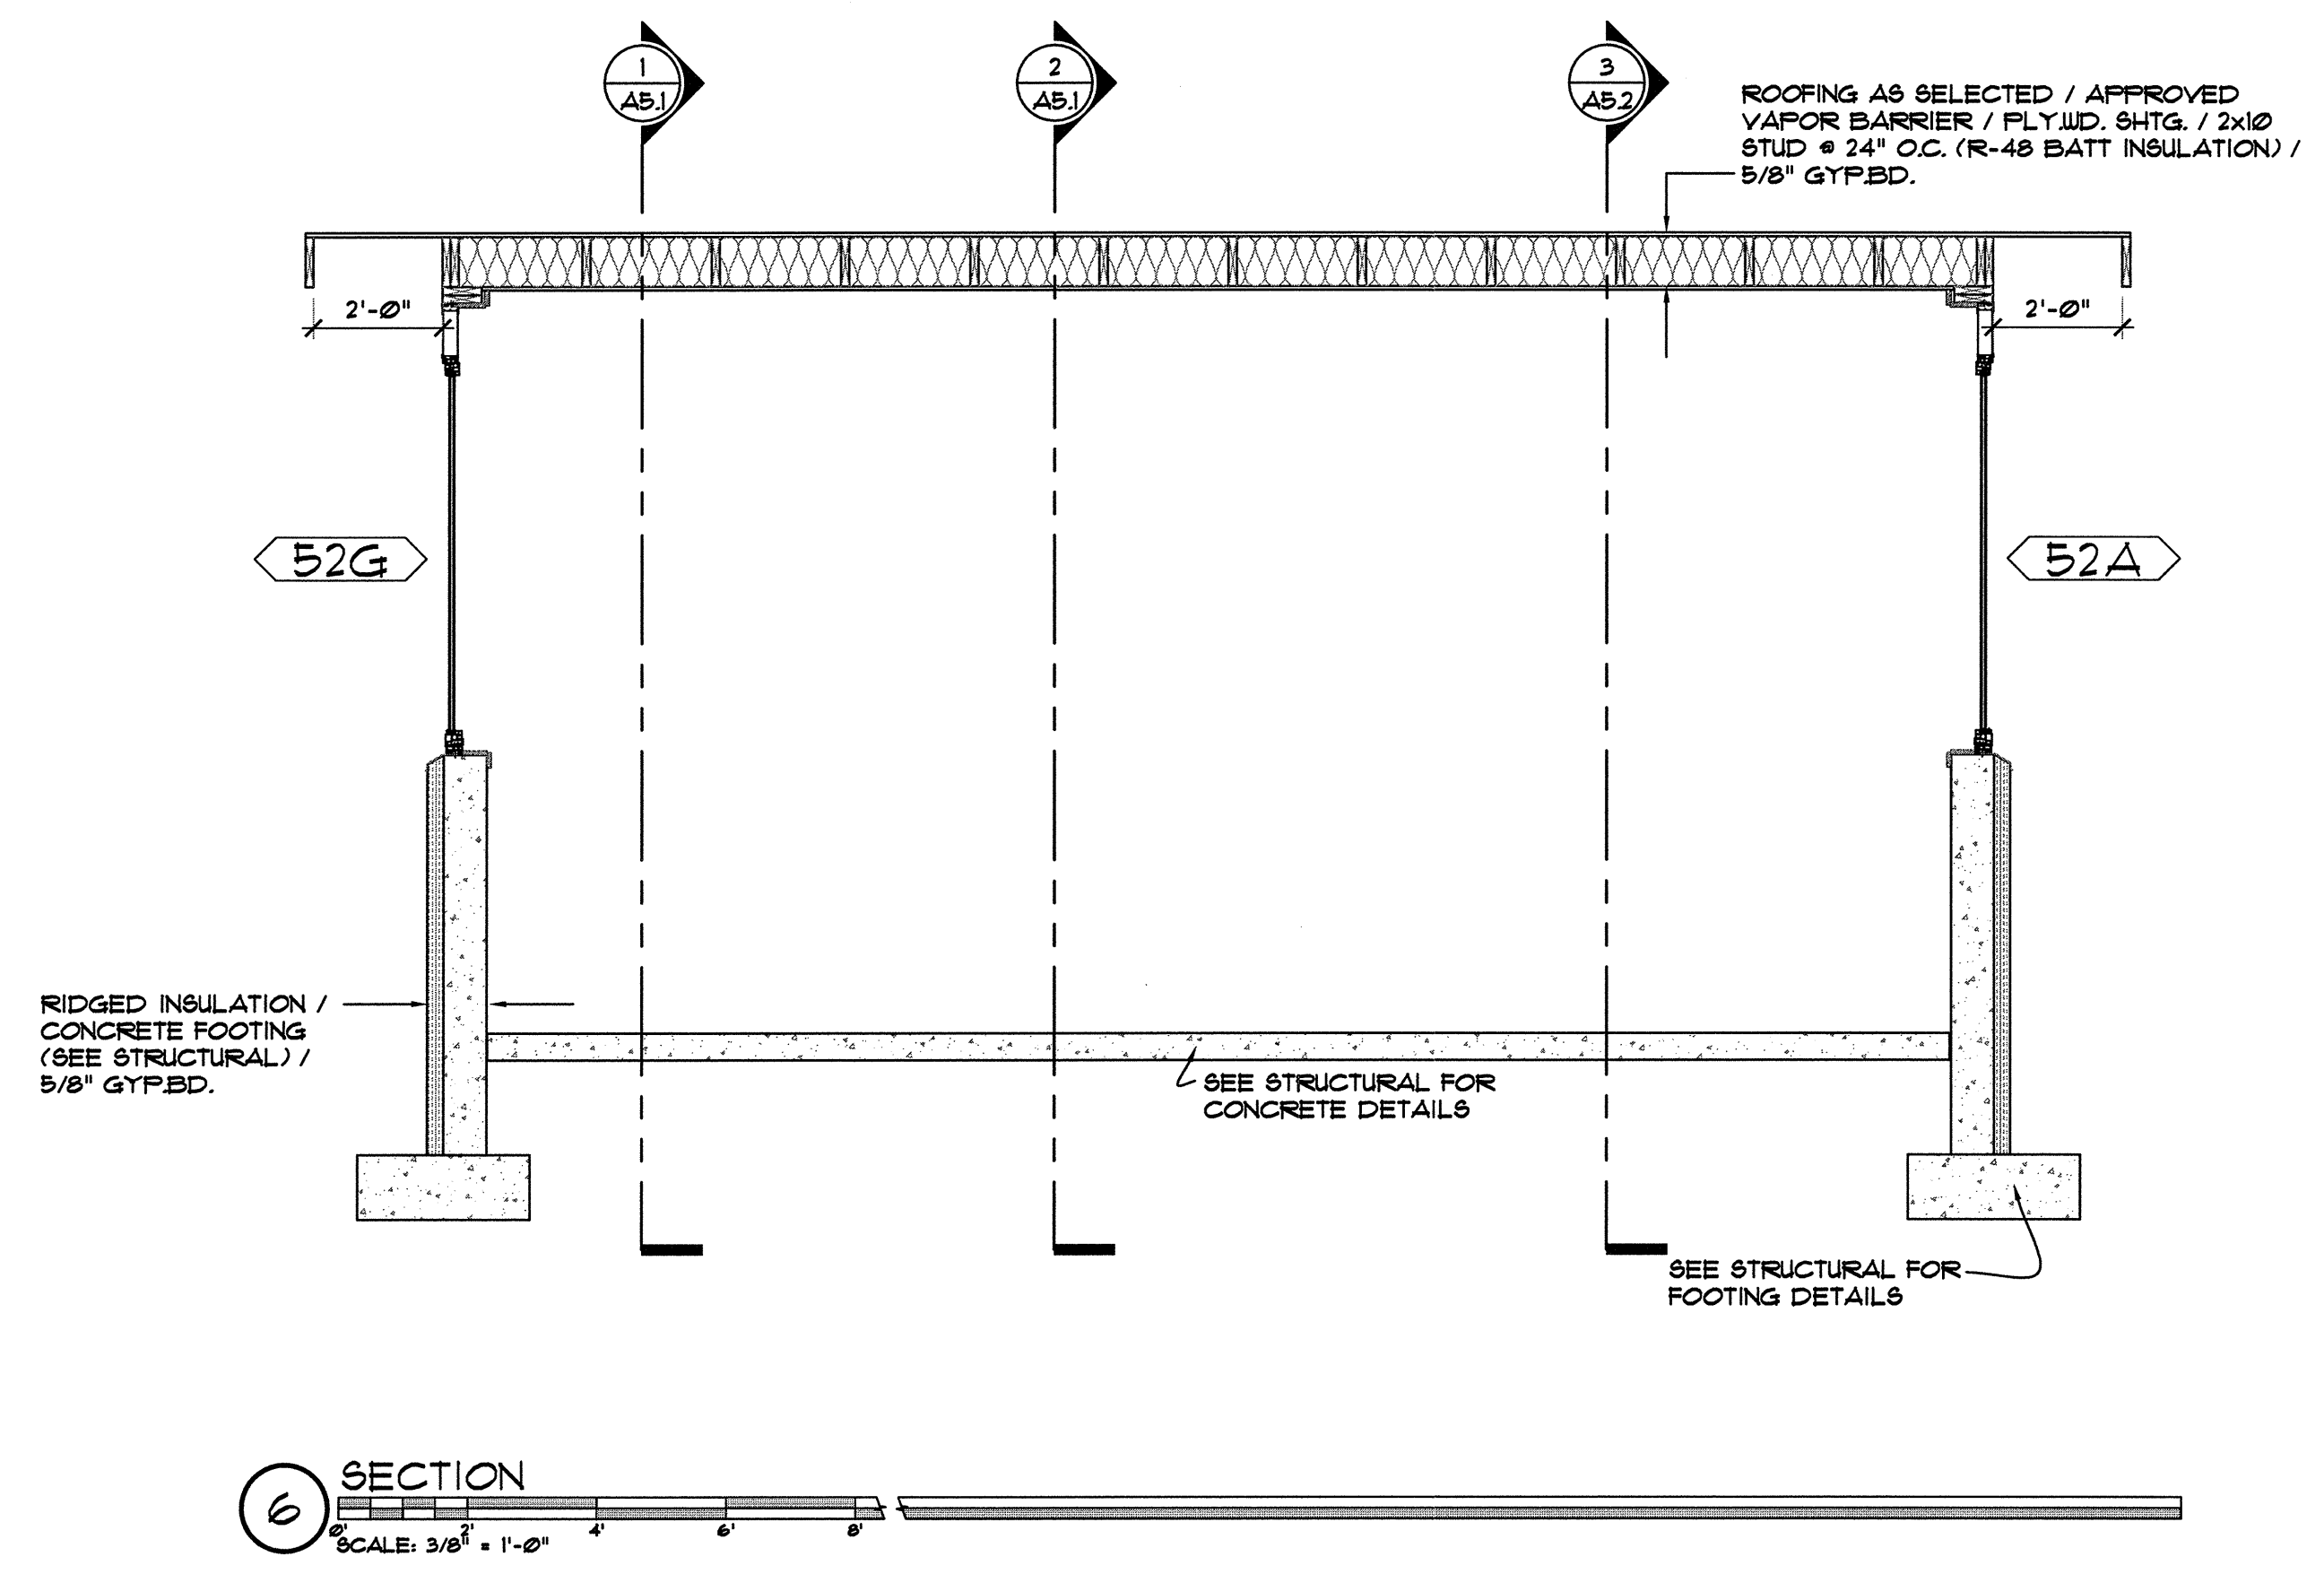 1
A5.1
2
A5.1
3
A5.2
ROOFING AS SELECTED / APPROVED
VAPOR BARRIER / PLY.WD. SHTG. / 2x10
STUD @ 24" O.C. (R-48 BATT INSULATION) /
5/8" GYP.BD.
2'-0"
2'-0"
52G
52A
RIDGED INSULATION /
CONCRETE FOOTING
(SEE STRUCTURAL) /
5/8" GYP.BD.
SEE STRUCTURAL FOR
CONCRETE DETAILS
SEE STRUCTURAL FOR
FOOTING DETAILS
6
SECTION
0' 2' 4' 6' 8'
SCALE: 3/8" = 1'-0"